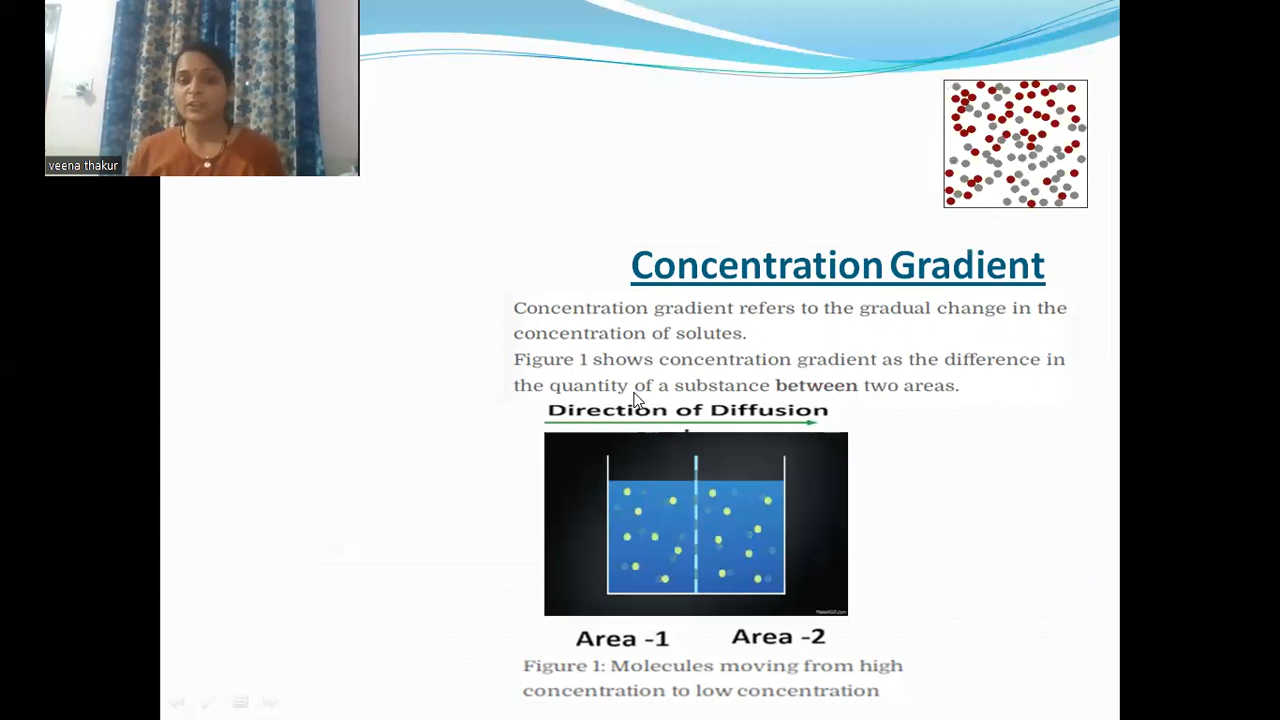 veena thakur
Concentration Gradient
Concentration gradient refers to the gradual change in the
concentration of solutes.
Figure 1 shows concentration gradient as the difference in
the quantity of a substance between two areas.
Direction of Diffusion
Area -1
Area -2
Figure 1: Molecules moving from high
concentration to low concentration